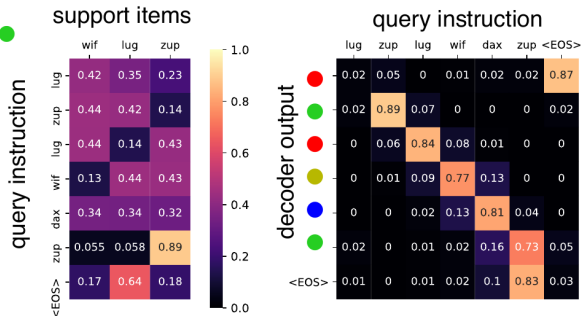 support items
wif lug zup
query instruction
lug 0.42 0.35 0.23
zup 0.44 0.42 0.14
lug 0.44 0.14 0.43
wif 0.13 0.44 0.43
dax 0.34 0.34 0.32
zup 0.055 0.058 0.89
<EOS> 0.17 0.64 0.18
1.0
0.8
0.6
0.4
0.2
0.0
query instruction
lug zup lug wif dax zup <EOS>
decoder output
0.02 0.05 0 0.01 0.02 0.02 0.87
0.02 0.89 0.07 0 0 0 0.02
0 0.06 0.84 0.08 0.01 0 0
0 0.01 0.09 0.77 0.13 0 0
0 0 0.02 0.13 0.81 0.04 0
0.02 0 0.01 0.02 0.16 0.73 0.05
<EOS> 0.01 0 0.01 0.02 0.1 0.83 0.03